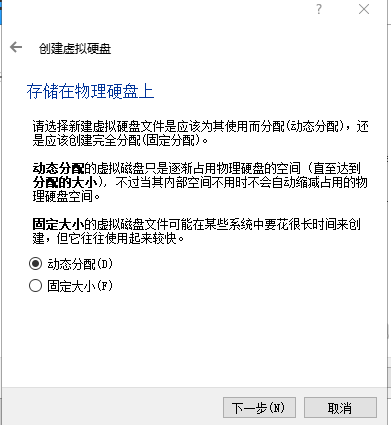 ?
创建虚拟硬盘
存储在物理硬盘上
请选择新建虚拟硬盘文件是应该为其使用而分配(动态分配)，还
是应该创建完全分配(固定分配)。
动态分配的虚拟磁盘只是逐渐占用物理硬盘的空间（直至达到
分配的大小），不过当其内部空间不用时不会自动缩减占用的物
理硬盘空间。
固定大小的虚拟磁盘文件可能在某些系统中要花很长时间来创
建，但它往往使用起来较快。
动态分配(D)
固定大小(F)
下一步(N)
取消